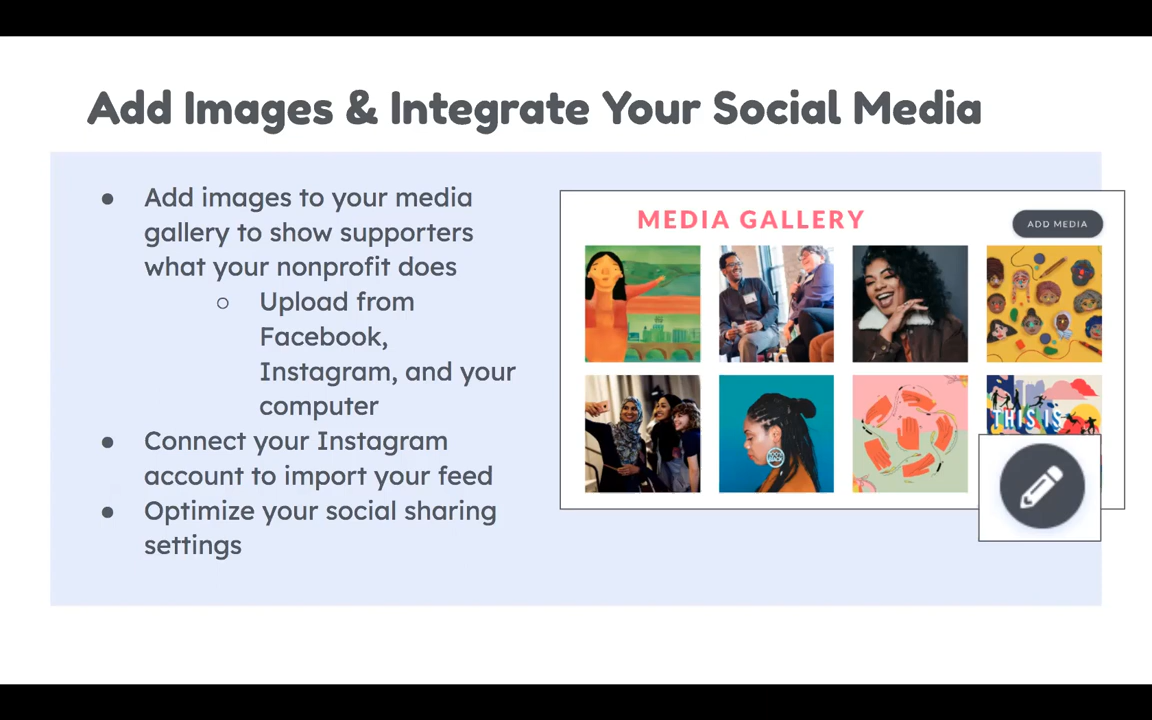 Add Images & Integrate Your Social Media
● Add images to your media
gallery to show supporters
what your nonprofit does
○ Upload from
Facebook,
Instagram, and your
computer
● Connect your Instagram
account to import your feed
● Optimize your social sharing
settings
MEDIA GALLERY
ADD MEDIA
THIS IS